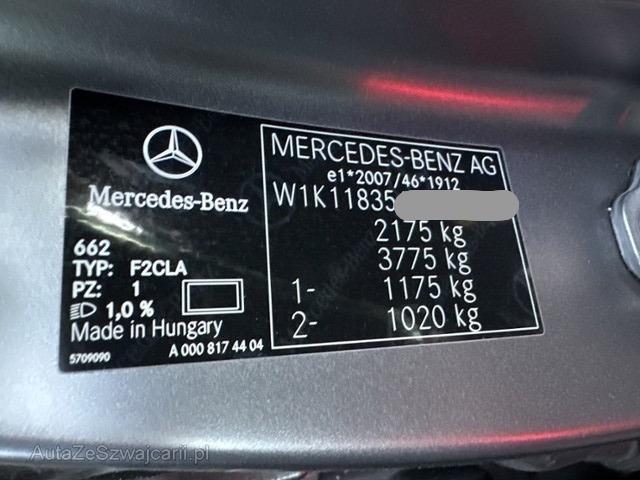 Mercedes-Benz
662
TYP: F2CLA
PZ: 1
1,0 %
Made in Hungary
5709090 A 000 817 44 04
MERCEDES-BENZ AG
e1*2007/46*1912
W1K11835
2175 kg
3775 kg
1- 1175 kg
2- 1020 kg
AutaZeSzwajcarii.pl